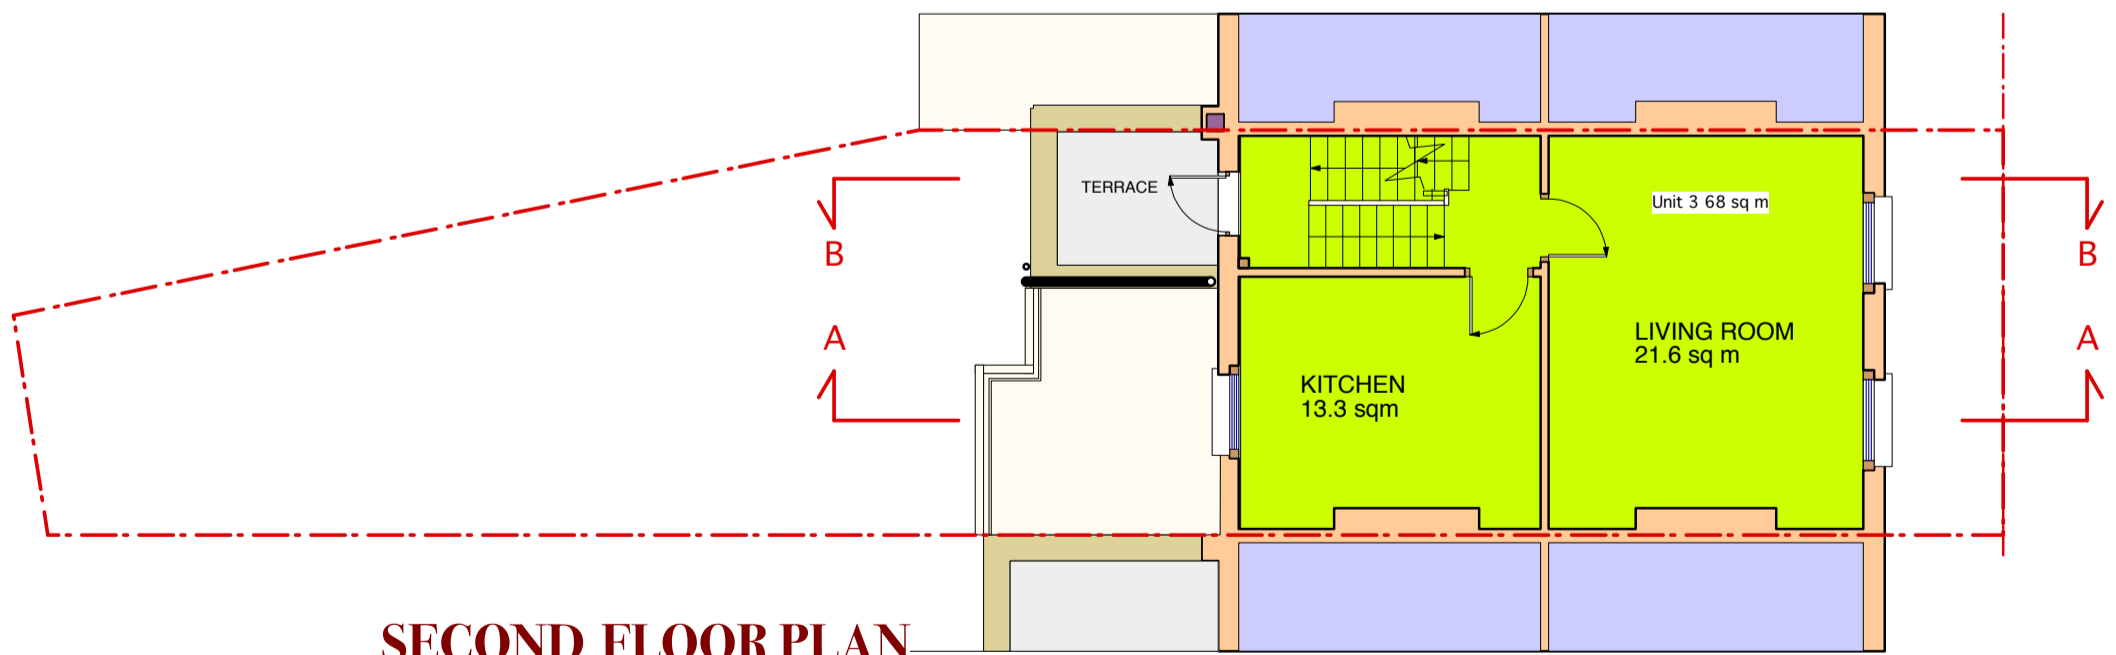 TERRACE
Unit 3 68 sq m
B
B
A
A
LIVING ROOM
21.6 sq m
KITCHEN
13.3 sqm
SECOND FLOOR PLAN